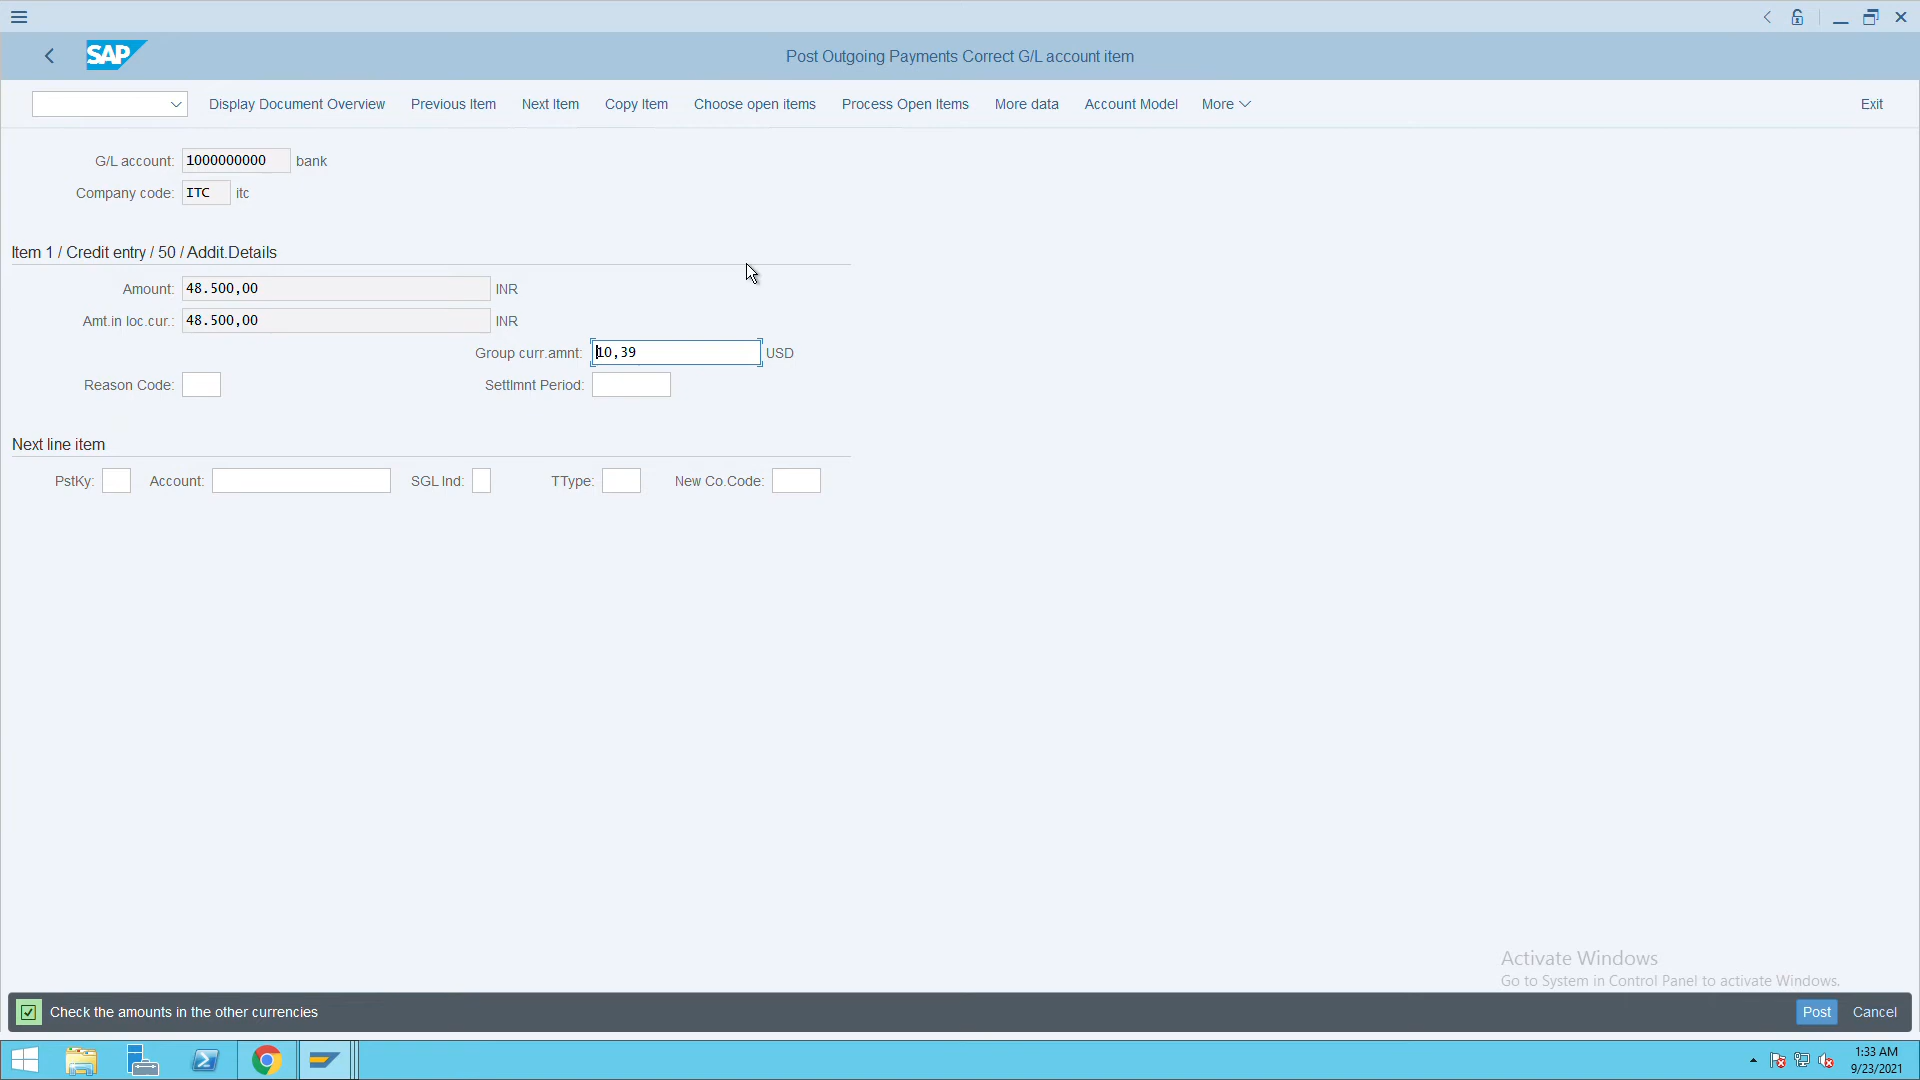 SAP
Post Outgoing Payments Correct G/L account item
Display Document Overview Previous Item Next Item Copy Item Choose open items Process Open Items More data Account Model More Exit
G/L account: 1000000000 bank
Company code: ITC itc
Item 1 / Credit entry / 50 / Addit.Details
Amount: 48.500,00 INR
Amt.in loc.cur.: 48.500,00 INR
Group curr.amnt: 10,39 USD
Reason Code: Settlmnt Period:
Next line item
PstKy: Account: SGL Ind: TType: New Co.Code:
Activate Windows
Go to System in Control Panel to activate Windows.
Check the amounts in the other currencies Post Cancel
1:33 AM
9/23/2021